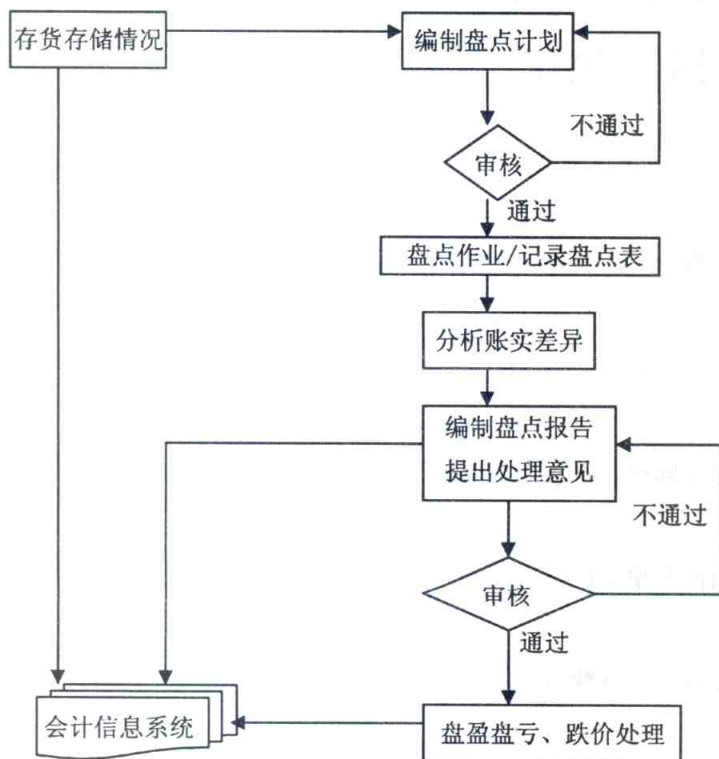 存货存储情况
编制盘点计划
不通过
审核
通过
盘点作业/记录盘点表
分析账实差异
编制盘点报告
提出处理意见
不通过
审核
通过
会计信息系统
盘盈盘亏、跌价处理